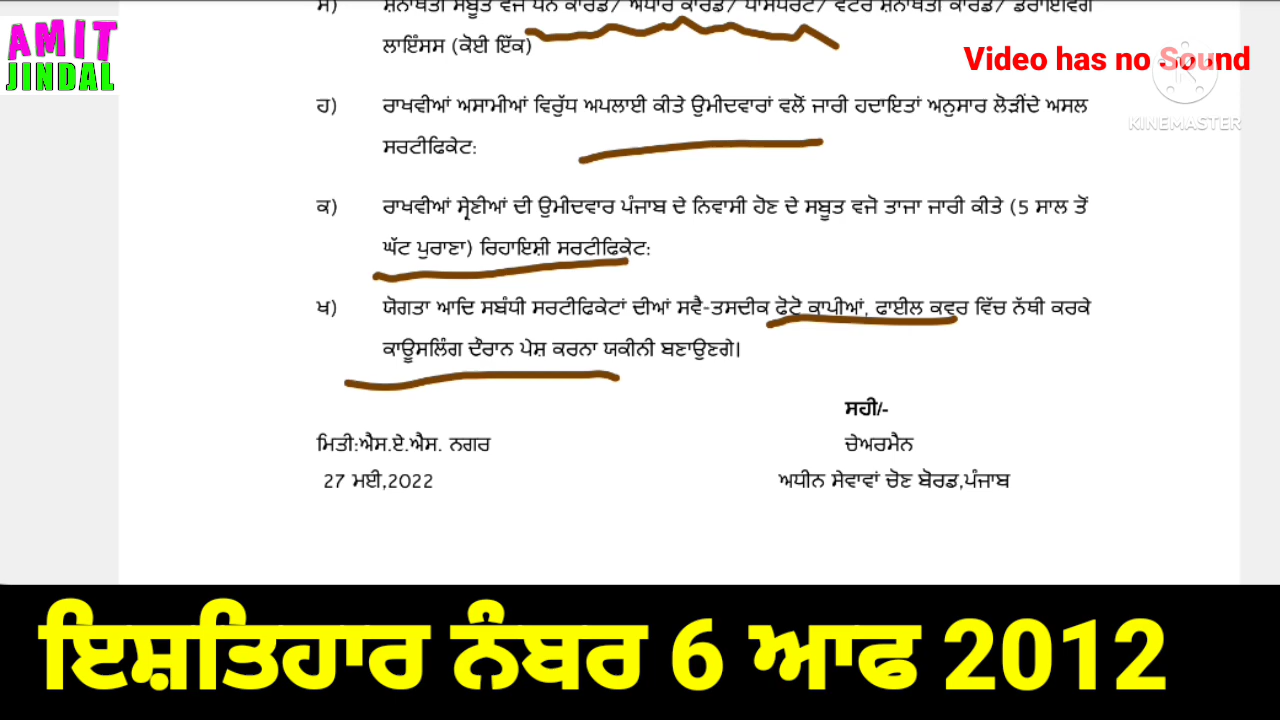 AMIT
JINDAL
Video has no Sound
KINEMASTER
ਸ) ਸ਼ਨਾਖਤੀ ਸਬੂਤ ਵਜੋਂ ਪੈਨ ਕਾਰਡ/ ਅਧਾਰ ਕਾਰਡ/ ਪਾਸਪੋਰਟ/ ਵੋਟਰ ਸ਼ਨਾਖਤੀ ਕਾਰਡ/ ਡਰਾਇਵਿੰਗ
ਲਾਇੰਸਸ (ਕੋਈ ਇੱਕ)
ਹ) ਰਾਖਵੀਆਂ ਅਸਾਮੀਆਂ ਵਿਰੁੱਧ ਅਪਲਾਈ ਕੀਤੇ ਉਮੀਦਵਾਰਾਂ ਵਲੋਂ ਜਾਰੀ ਹਦਾਇਤਾਂ ਅਨੁਸਾਰ ਲੋੜੀਂਦੇ ਅਸਲ
ਸਰਟੀਫਿਕੇਟ:
ਕ) ਰਾਖਵੀਆਂ ਸ਼੍ਰੇਣੀਆਂ ਦੀ ਉਮੀਦਵਾਰ ਪੰਜਾਬ ਦੇ ਨਿਵਾਸੀ ਹੋਣ ਦੇ ਸਬੂਤ ਵਜੋ ਤਾਜਾ ਜਾਰੀ ਕੀਤੇ (5 ਸਾਲ ਤੋਂ
ਘੱਟ ਪੁਰਾਣਾ) ਰਿਹਾਇਸ਼ੀ ਸਰਟੀਫਿਕੇਟ:
ਖ) ਯੋਗਤਾ ਆਦਿ ਸਬੰਧੀ ਸਰਟੀਫਿਕੇਟਾਂ ਦੀਆਂ ਸਵੈ-ਤਸਦੀਕ ਫੋਟੋ ਕਾਪੀਆਂ, ਫਾਈਲ ਕਵਰ ਵਿੱਚ ਨੱਥੀ ਕਰਕੇ
ਕਾਊਸਲਿੰਗ ਦੌਰਾਨ ਪੇਸ਼ ਕਰਨਾ ਯਕੀਨੀ ਬਣਾਉਣਗੇ।
ਸਹੀ/-
ਮਿਤੀ:ਐਸ.ਏ.ਐਸ. ਨਗਰ ਚੇਅਰਮੈਨ
27 ਮਈ,2022 ਅਧੀਨ ਸੇਵਾਵਾਂ ਚੋਣ ਬੋਰਡ,ਪੰਜਾਬ
ਇਸ਼ਤਿਹਾਰ ਨੰਬਰ 6 ਆਫ 2012